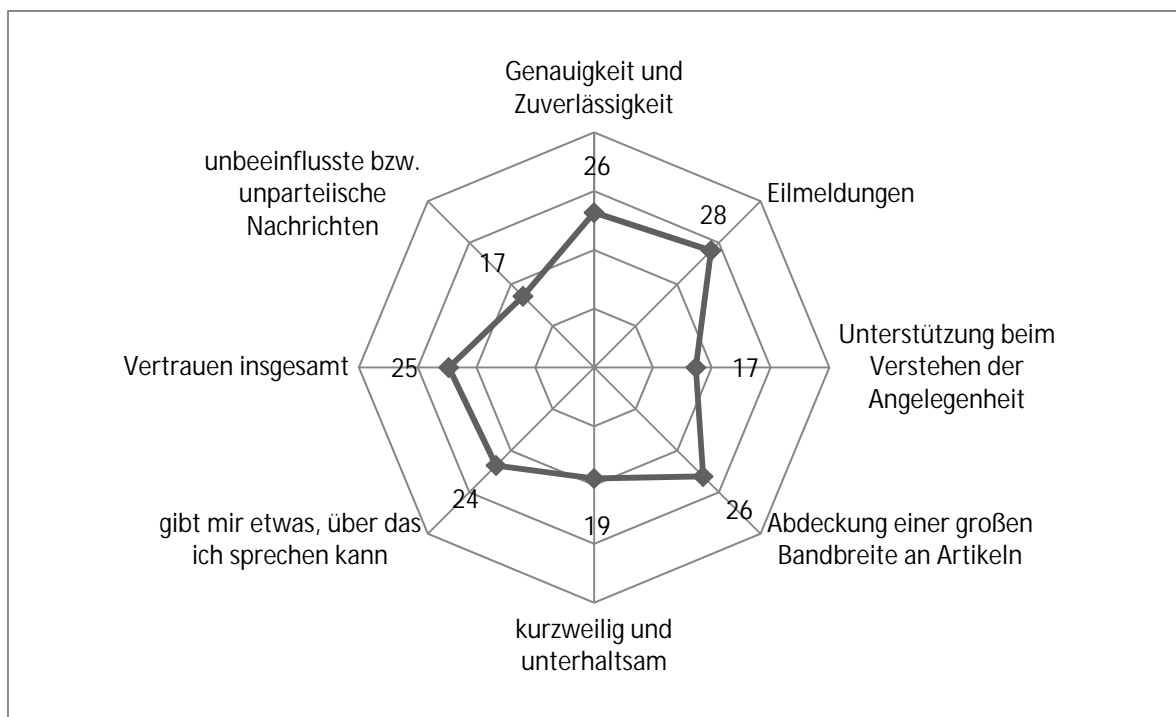 Genauigkeit und
Zuverlässigkeit
26
Eilmeldungen
28
Unterstützung beim
Verstehen der
Angelegenheit
17
Abdeckung einer großen
Bandbreite an Artikeln
26
kurzweilig und
unterhaltsam
19
gibt mir etwas, über das
ich sprechen kann
24
Vertrauen insgesamt
25
unbeeinflusste bzw.
unparteiische
Nachrichten
17